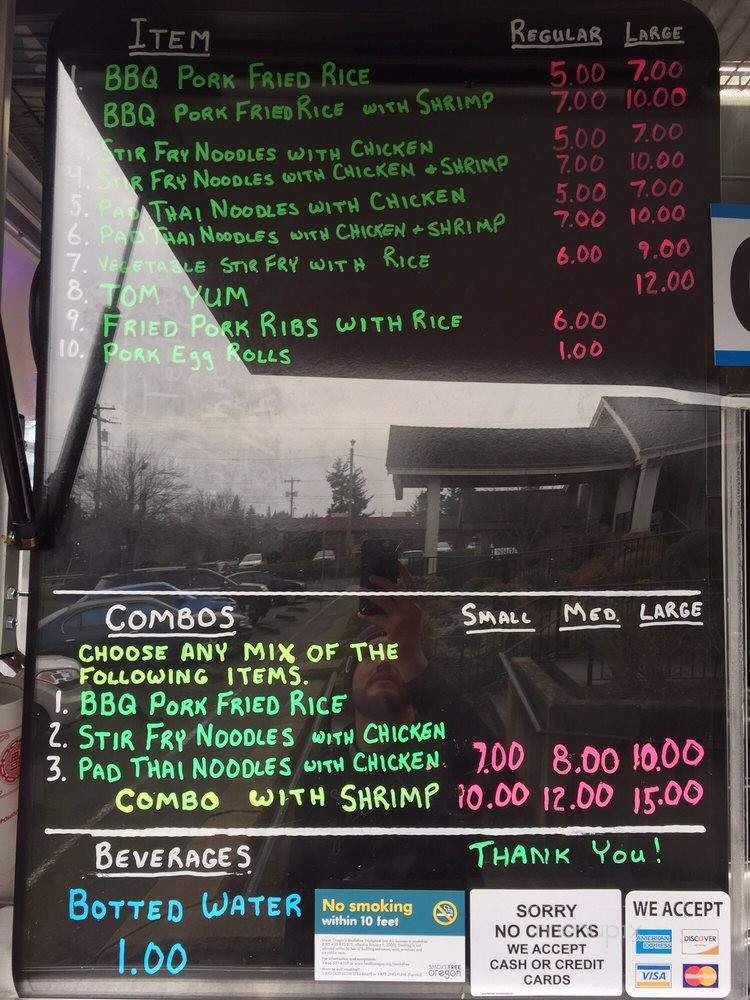 ITEM REGULAR LARGE
1. BBQ PORK FRIED RICE 5.00 7.00
BBQ PORK FRIED RICE WITH SHRIMP 7.00 10.00
3. STIR FRY NOODLES WITH CHICKEN 5.00 7.00
4. STIR FRY NOODLES WITH CHICKEN + SHRIMP 7.00 10.00
5. PAD THAI NOODLES WITH CHICKEN 5.00 7.00
6. PAD THAI NOODLES WITH CHICKEN + SHRIMP 7.00 10.00
7. VEGETABLE STIR FRY WITH RICE 6.00 9.00
8. TOM YUM 12.00
9. FRIED PORK RIBS WITH RICE 6.00
10. PORK Egg ROLLS 1.00
COMBOS SMALL MED. LARGE
CHOOSE ANY MIX OF THE
FOLLOWING ITEMS.
1. BBQ PORK FRIED RICE
2. STIR FRY NOODLES WITH CHICKEN
3. PAD THAI NOODLES WITH CHICKEN. 7.00 8.00 10.00
COMBO WITH SHRIMP 10.00 12.00 15.00
BEVERAGES THANK YOU!
BOTTED WATER
1.00
No smoking
within 10 feet
SMOKEFREE
oregon
SORRY
NO CHECKS
WE ACCEPT
CASH OR CREDIT
CARDS
WE ACCEPT
AMERICAN EXPRESS DISCOVER
VISA MasterCard